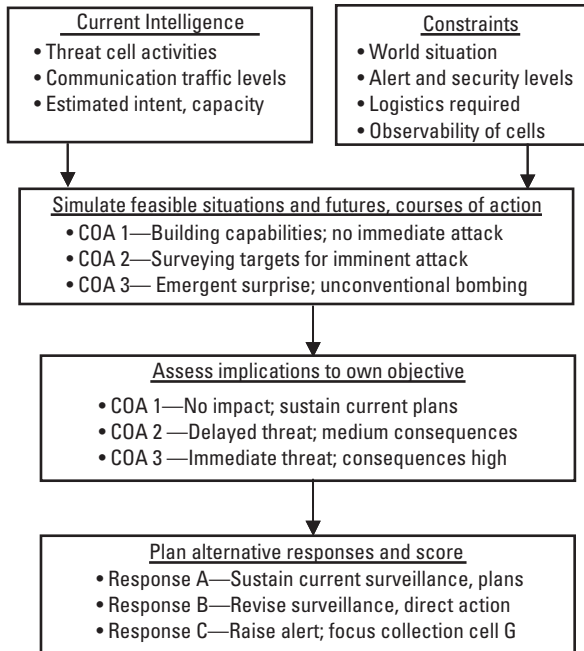 Current Intelligence
• Threat cell activities
• Communication traffic levels
• Estimated intent, capacity
Constraints
• World situation
• Alert and security levels
• Logistics required
• Observability of cells
Simulate feasible situations and futures, courses of action
• COA 1—Building capabilities; no immediate attack
• COA 2—Surveying targets for imminent attack
• COA 3— Emergent surprise; unconventional bombing
Assess implications to own objective
• COA 1—No impact; sustain current plans
• COA 2—Delayed threat; medium consequences
• COA 3 —Immediate threat; consequences high
Plan alternative responses and score
• Response A—Sustain current surveillance, plans
• Response B—Revise surveillance, direct action
• Response C—Raise alert; focus collection cell G